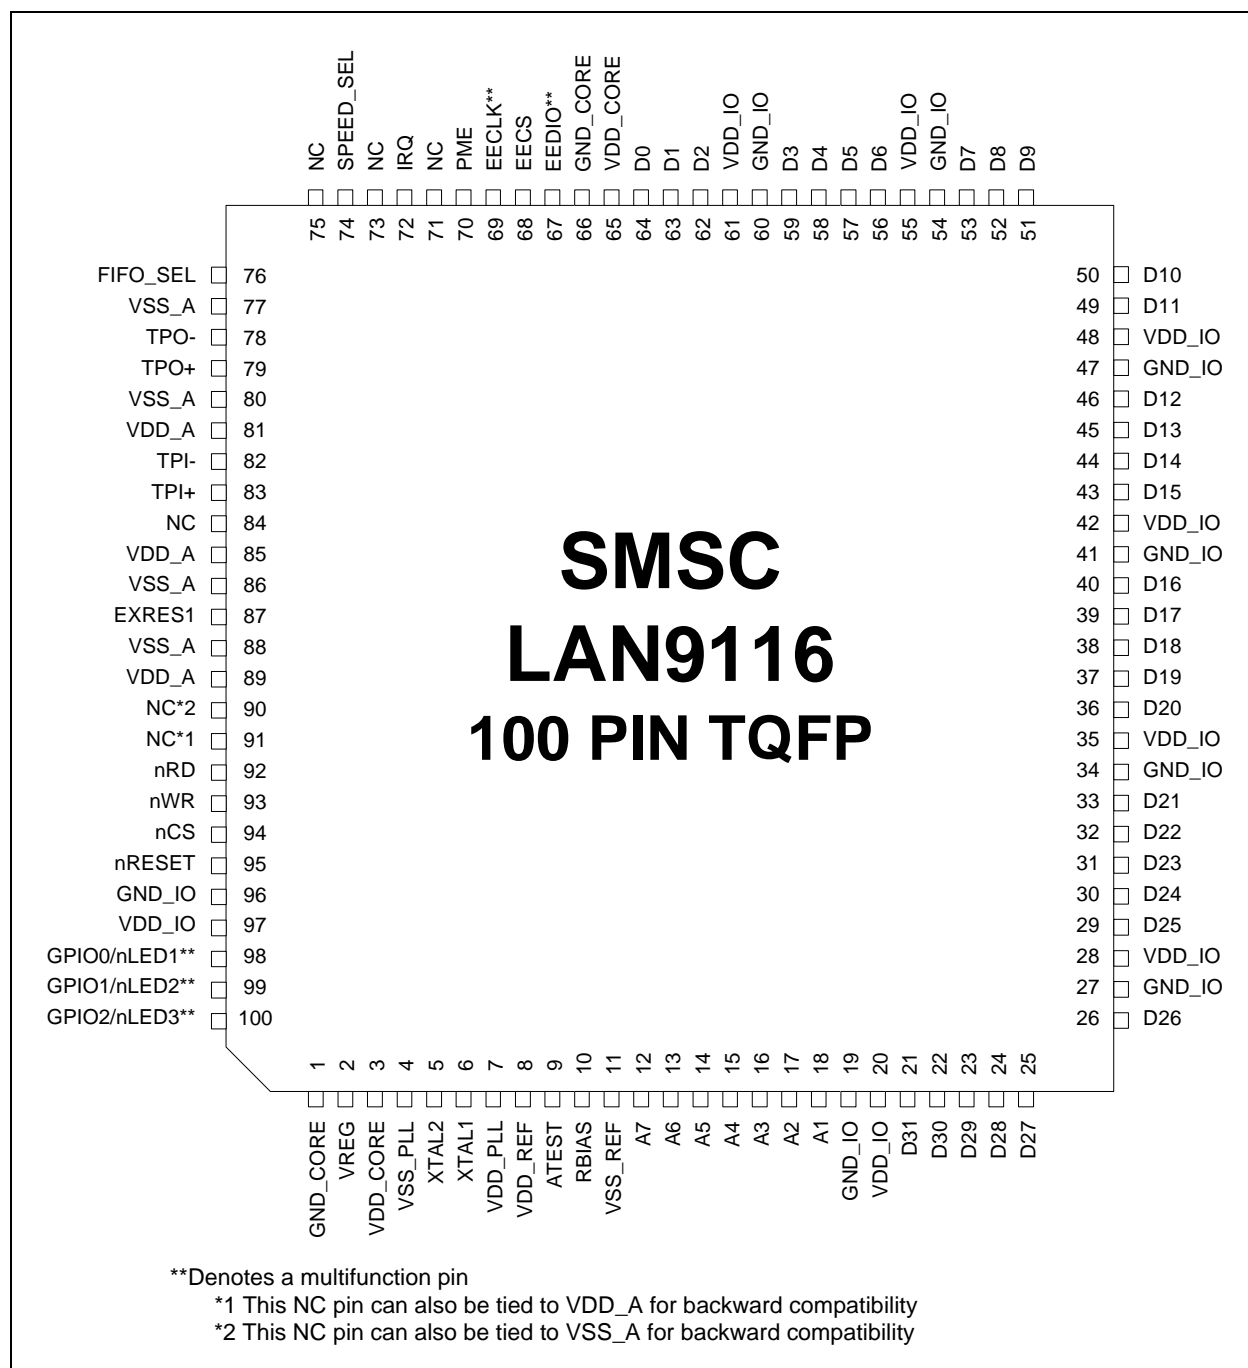 NC
SPEED_SEL
NC
IRQ
NC
PME
EECLK**
EECS
EEDIO**
GND_CORE
VDD_CORE
D0
D1
D2
VDD_IO
GND_IO
D3
D4
D5
D6
VDD_IO
GND_IO
D7
D8
D9
75
74
73
72
71
70
69
68
67
66
65
64
63
62
61
60
59
58
57
56
55
54
53
52
51
FIFO_SEL 76
VSS_A 77
TPO- 78
TPO+ 79
VSS_A 80
VDD_A 81
TPI- 82
TPI+ 83
NC 84
VDD_A 85
VSS_A 86
EXRES1 87
VSS_A 88
VDD_A 89
NC*2 90
NC*1 91
nRD 92
nWR 93
nCS 94
nRESET 95
GND_IO 96
VDD_IO 97
GPIO0/nLED1** 98
GPIO1/nLED2** 99
GPIO2/nLED3** 100
SMSC
LAN9116
100 PIN TQFP
50 D10
49 D11
48 VDD_IO
47 GND_IO
46 D12
45 D13
44 D14
43 D15
42 VDD_IO
41 GND_IO
40 D16
39 D17
38 D18
37 D19
36 D20
35 VDD_IO
34 GND_IO
33 D21
32 D22
31 D23
30 D24
29 D25
28 VDD_IO
27 GND_IO
26 D26
1
2
3
4
5
6
7
8
9
10
11
12
13
14
15
16
17
18
19
20
21
22
23
24
25
GND_CORE
VREG
VDD_CORE
VSS_PLL
XTAL2
XTAL1
VDD_PLL
VDD_REF
ATEST
RBIAS
VSS_REF
A7
A6
A5
A4
A3
A2
A1
GND_IO
VDD_IO
D31
D30
D29
D28
D27
**Denotes a multifunction pin
*1 This NC pin can also be tied to VDD_A for backward compatibility
*2 This NC pin can also be tied to VSS_A for backward compatibility